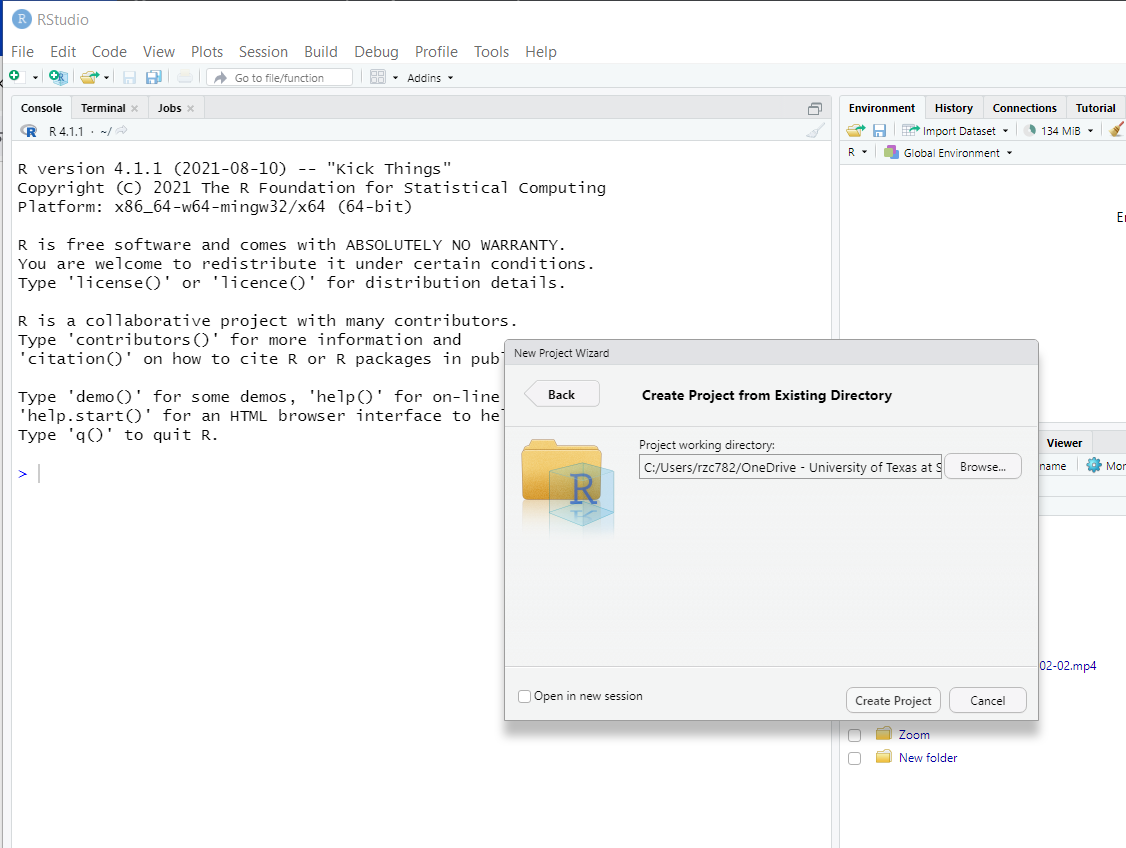 RStudio
File Edit Code View Plots Session Build Debug Profile Tools Help
Go to file/function Addins
Console Terminal Jobs
R 4.1.1 · ~/
R version 4.1.1 (2021-08-10) -- "Kick Things"
Copyright (C) 2021 The R Foundation for Statistical Computing
Platform: x86_64-w64-mingw32/x64 (64-bit)
R is free software and comes with ABSOLUTELY NO WARRANTY.
You are welcome to redistribute it under certain conditions.
Type 'license()' or 'licence()' for distribution details.
R is a collaborative project with many contributors.
Type 'contributors()' for more information and
'citation()' on how to cite R or R packages in publ
Type 'demo()' for some demos, 'help()' for on-line
'help.start()' for an HTML browser interface to hel
Type 'q()' to quit R.
>
Environment History Connections Tutorial
Import Dataset 134 MiB
R Global Environment
New Project Wizard
Back Create Project from Existing Directory
Project working directory:
C:/Users/rzc782/OneDrive - University of Texas at S Browse...
Open in new session Create Project Cancel
Viewer
name Mor
02-02.mp4
Zoom
New folder